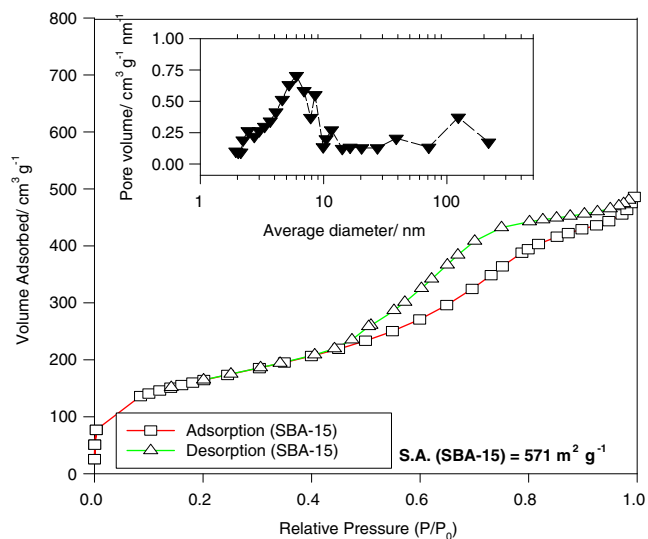 800
700
600
500
400
300
200
100
0
Volume Adsorbed/ cm³ g⁻¹
1.00
0.75
0.50
0.25
0.00
Pore volume/ cm³ g⁻¹ nm⁻¹
1 10 100
Average diameter/ nm
Adsorption (SBA-15)
Desorption (SBA-15)
S.A. (SBA-15) = 571 m² g⁻¹
0.0 0.2 0.4 0.6 0.8 1.0
Relative Pressure (P/P₀)